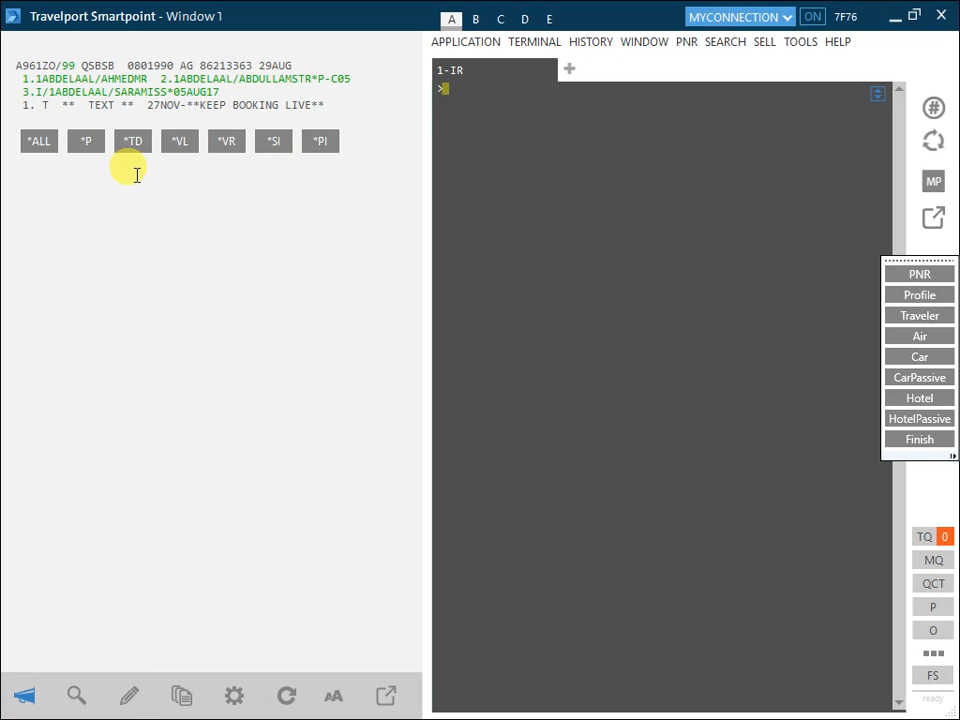 Travelport Smartpoint - Window 1
A B C D E
MYCONNECTION ON 7F76
APPLICATION TERMINAL HISTORY WINDOW PNR SEARCH SELL TOOLS HELP
A961ZO/99 QSBSB 0801990 AG 86213363 29AUG
1.1ABDELAAL/AHMEDMR 2.1ABDELAAL/ABDULLAMSTR*P-C05
3.I/1ABDELAAL/SARAMISS*05AUG17
1. T ** TEXT ** 27NOV-**KEEP BOOKING LIVE**
*ALL *P *TD *VL *VR *SI *PI
1-IR
>
#
MP
PNR
Profile
Traveler
Air
Car
CarPassive
Hotel
HotelPassive
Finish
TQ 0
MQ
QCT
P
O
FS
ready
AA